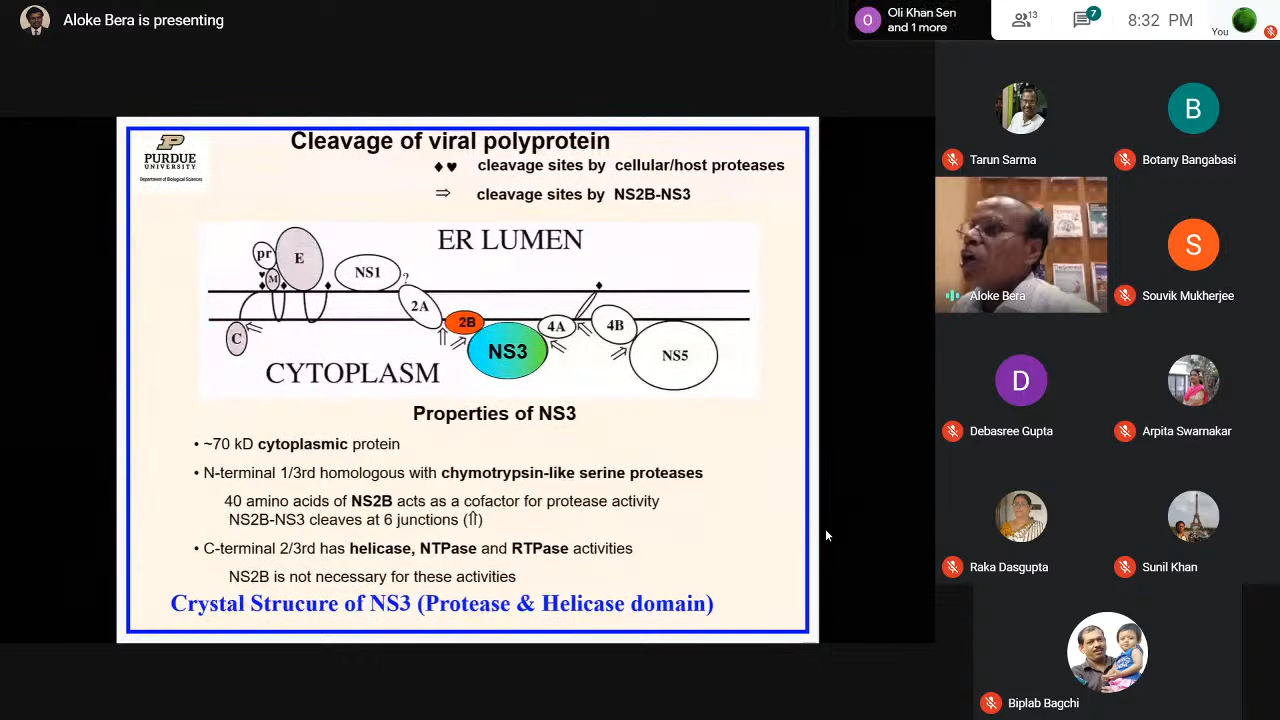 Aloke Bera is presenting
O
Oli Khan Sen
and 1 more
13
7
8:32 PM
You
PURDUE
UNIVERSITY
Department of Biological Sciences
Cleavage of viral polyprotein
♦♥ cleavage sites by cellular/host proteases
⇒ cleavage sites by NS2B-NS3
ER LUMEN
pr
E
M
NS1
?
2A
2B
C
NS3
4A
4B
NS5
CYTOPLASM
Properties of NS3
• ~70 kD cytoplasmic protein
• N-terminal 1/3rd homologous with chymotrypsin-like serine proteases
40 amino acids of NS2B acts as a cofactor for protease activity
NS2B-NS3 cleaves at 6 junctions (⇑)
• C-terminal 2/3rd has helicase, NTPase and RTPase activities
NS2B is not necessary for these activities
Crystal Strucure of NS3 (Protease & Helicase domain)
Tarun Sarma
B
Botany Bangabasi
Aloke Bera
S
Souvik Mukherjee
D
Debasree Gupta
Arpita Swarnakar
Raka Dasgupta
Sunil Khan
Biplab Bagchi